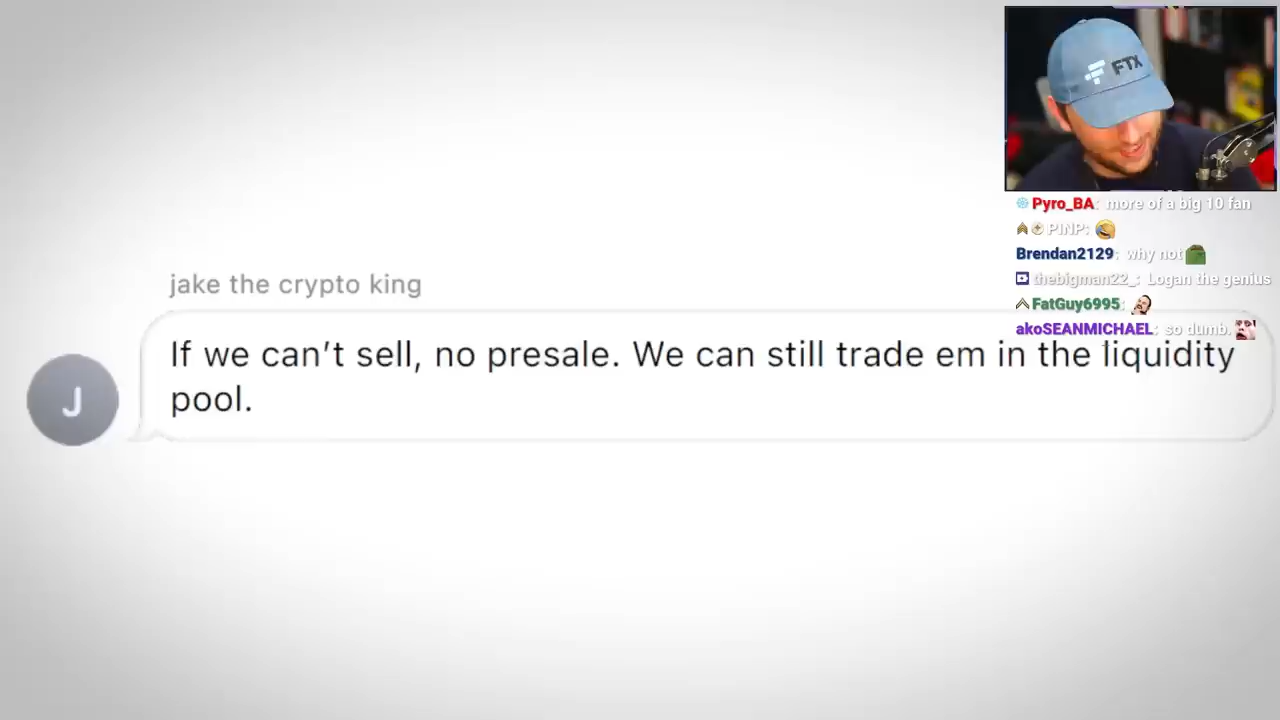 FTX
Pyro_BA: more of a big 10 fan
PINP:
Brendan2129: why not
thebigman22_: Logan the genius
FatGuy6995:
akoSEANMICHAEL: so dumb.
jake the crypto king
If we can't sell, no presale. We can still trade em in the liquidity
pool.
J